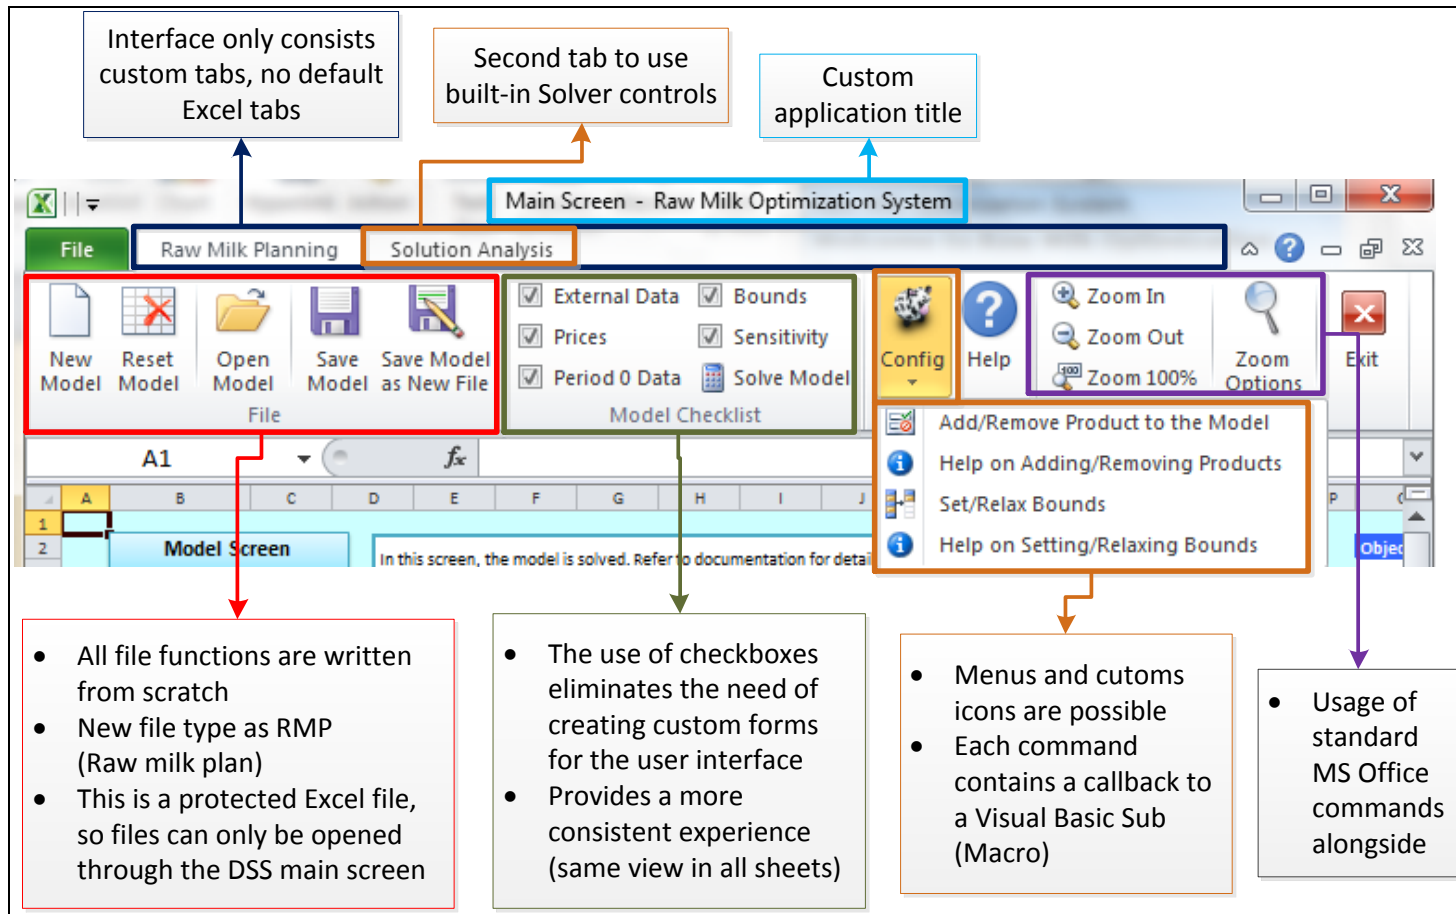 Interface only consists
custom tabs, no default
Excel tabs
Second tab to use
built-in Solver controls
Custom
application title
Main Screen - Raw Milk Optimization System
File
Raw Milk Planning
Solution Analysis
New
Model
Reset
Model
Open
Model
Save
Model
Save Model
as New File
File
External Data
Bounds
Prices
Sensitivity
Period 0 Data
Solve Model
Model Checklist
Config
Help
Zoom In
Zoom Out
100
Zoom 100%
Zoom
Options
Exit
Add/Remove Product to the Model
Help on Adding/Removing Products
Set/Relax Bounds
Help on Setting/Relaxing Bounds
A1
fx
A B C D E F G H I J P
1
2
Model Screen
In this screen, the model is solved. Refer to documentation for detai
Objec
• All file functions are written
from scratch
• New file type as RMP
(Raw milk plan)
• This is a protected Excel file,
so files can only be opened
through the DSS main screen
• The use of checkboxes
eliminates the need of
creating custom forms
for the user interface
• Provides a more
consistent experience
(same view in all sheets)
• Menus and cutoms
icons are possible
• Each command
contains a callback to
a Visual Basic Sub
(Macro)
• Usage of
standard
MS Office
commands
alongside